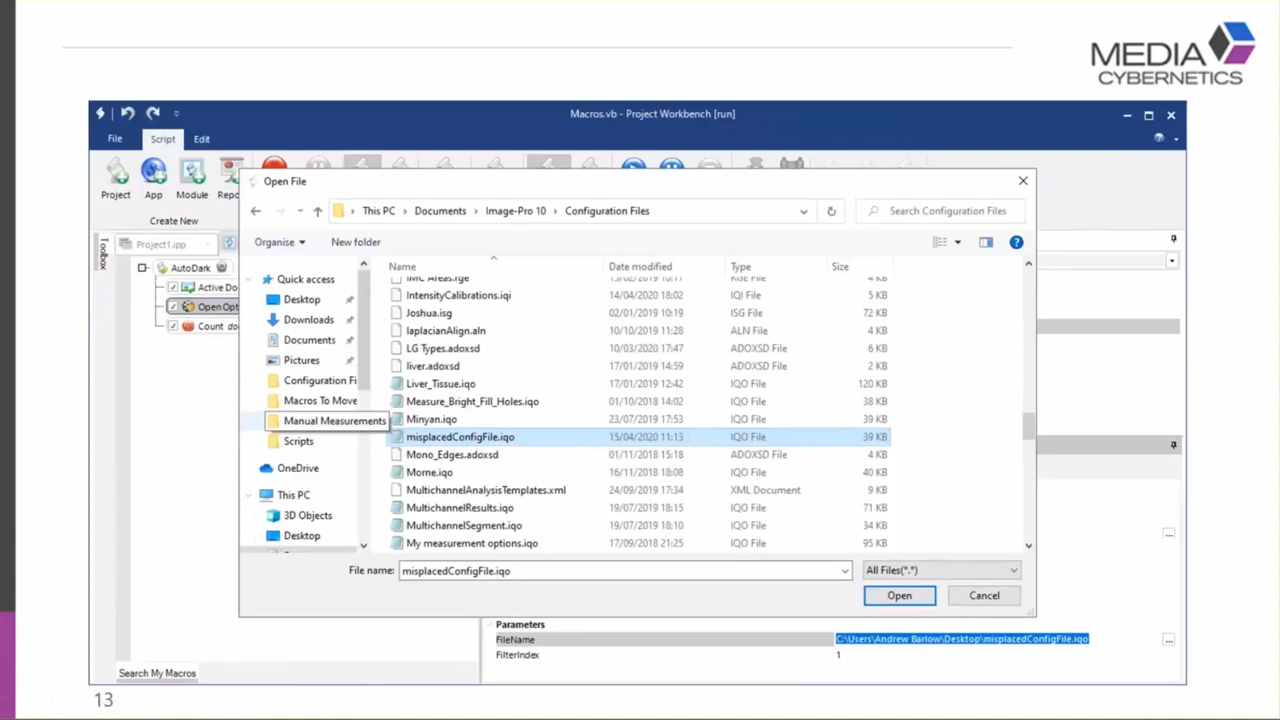 MEDIA
CYBERNETICS
Macros.vb - Project Workbench [run]
File Script Edit
Project App Module Repo
Create New
Toolbox
Project1.ipp
AutoDark
Active Do
Open Opt
Count do
Open File
This PC > Documents > Image-Pro 10 > Configuration Files
Search Configuration Files
Organise New folder
Name Date modified Type Size
IntensityCalibrations.iqi 14/04/2020 18:02 IQI File 5 KB
Joshua.isg 02/01/2019 10:19 ISG File 72 KB
laplacianAlign.aln 10/10/2019 11:28 ALN File 4 KB
LG Types.adoxsd 10/03/2020 17:47 ADOXSD File 6 KB
liver.adoxsd 17/01/2019 14:59 ADOXSD File 2 KB
Liver_Tissue.iqo 17/01/2019 12:42 IQO File 120 KB
Measure_Bright_Fill_Holes.iqo 01/10/2018 14:02 IQO File 38 KB
Minyan.iqo 23/07/2019 17:53 IQO File 39 KB
misplacedConfigFile.iqo 15/04/2020 11:13 IQO File 39 KB
Mono_Edges.adoxsd 01/11/2018 15:18 ADOXSD File 4 KB
Morne.iqo 16/11/2018 18:08 IQO File 40 KB
MultichannelAnalysisTemplates.xml 24/09/2019 17:34 XML Document 9 KB
MultichannelResults.iqo 19/07/2019 18:15 IQO File 71 KB
MultichannelSegment.iqo 19/07/2019 18:10 IQO File 34 KB
My measurement options.iqo 17/09/2018 21:25 IQO File 95 KB
Quick access
Desktop
Downloads
Documents
Pictures
Configuration Fi
Macros To Move
Manual Measurements
Scripts
OneDrive
This PC
3D Objects
Desktop
File name: misplacedConfigFile.iqo All Files(*.*)
Open Cancel
Parameters
FileName C:\Users\Andrew Barlow\Desktop\misplacedConfigFile.iqo
FilterIndex 1
Search My Macros
13